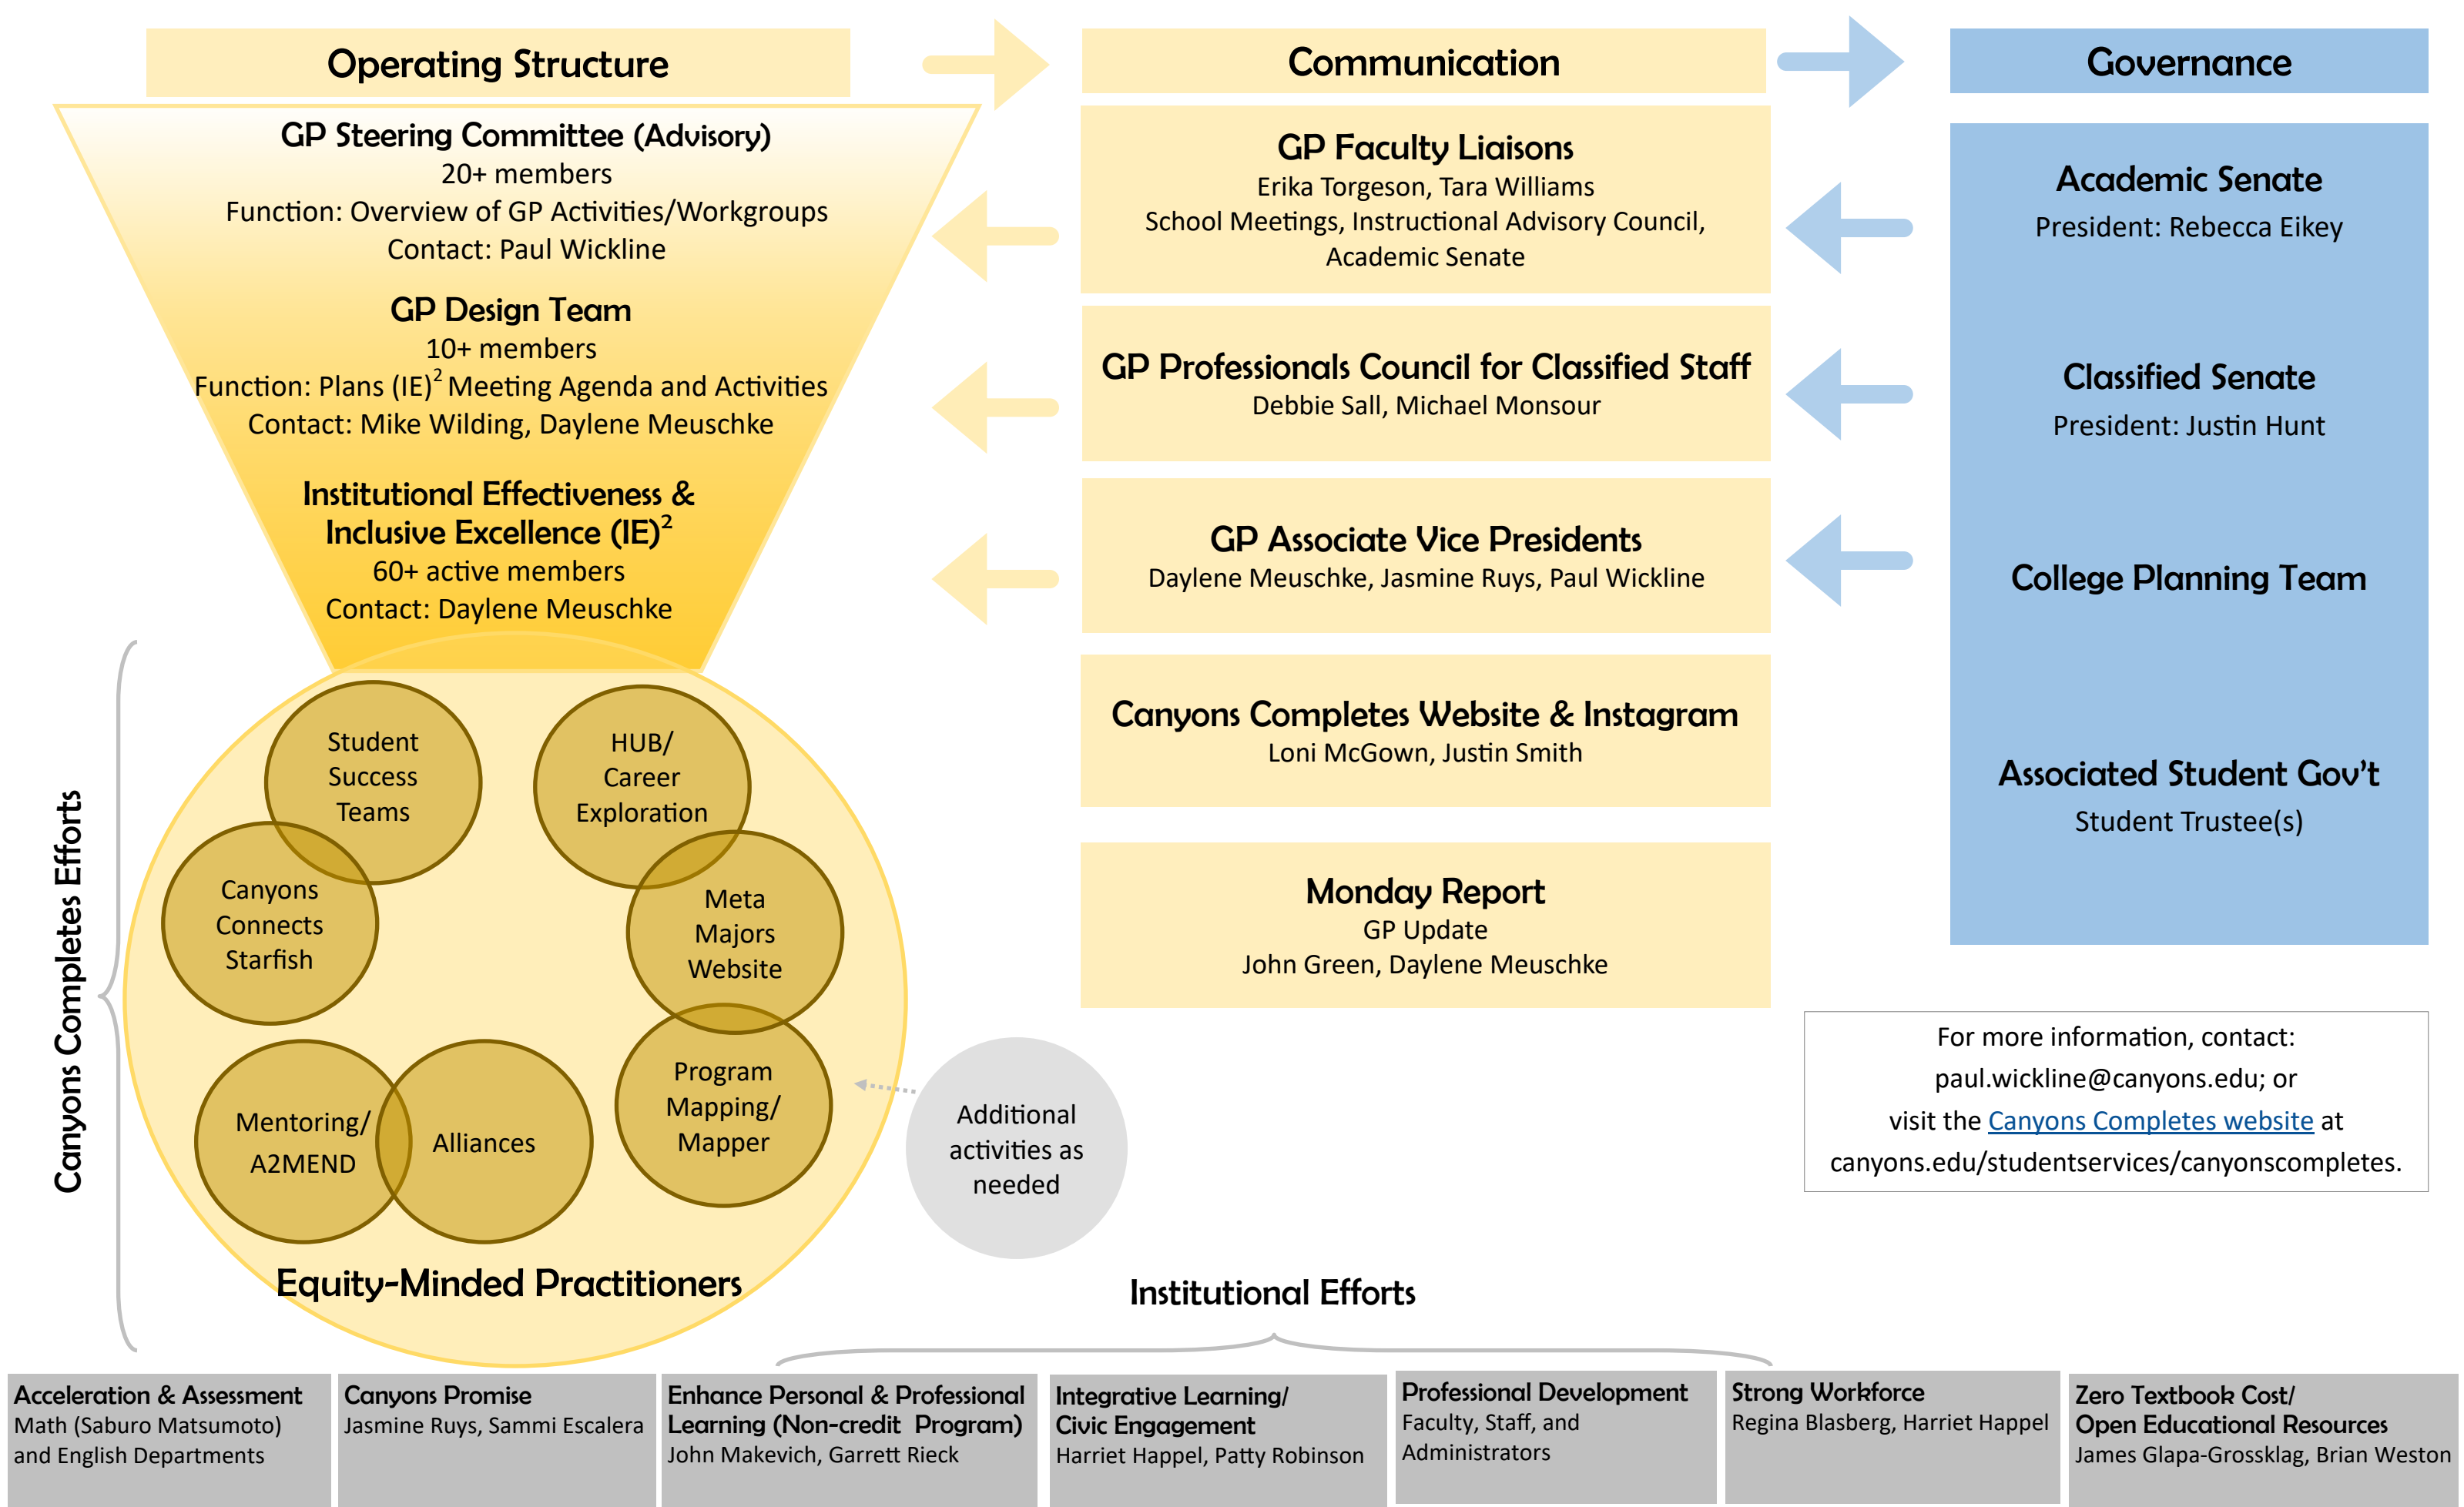 Operating Structure
GP Steering Committee (Advisory)
20+ members
Function: Overview of GP Activities/Workgroups
Contact: Paul Wickline
GP Design Team
10+ members
Function: Plans (IE)² Meeting Agenda and Activities
Contact: Mike Wilding, Daylene Meuschke
Institutional Effectiveness &
Inclusive Excellence (IE)²
60+ active members
Contact: Daylene Meuschke
Canyons Completes Efforts
Student
Success
Teams
HUB/
Career
Exploration
Canyons
Connects
Starfish
Meta
Majors
Website
Mentoring/
A2MEND
Alliances
Program
Mapping/
Mapper
Equity-Minded Practitioners
Additional
activities as
needed
Communication
GP Faculty Liaisons
Erika Torgeson, Tara Williams
School Meetings, Instructional Advisory Council,
Academic Senate
GP Professionals Council for Classified Staff
Debbie Sall, Michael Monsour
GP Associate Vice Presidents
Daylene Meuschke, Jasmine Ruys, Paul Wickline
Canyons Completes Website & Instagram
Loni McGown, Justin Smith
Monday Report
GP Update
John Green, Daylene Meuschke
Governance
Academic Senate
President: Rebecca Eikey
Classified Senate
President: Justin Hunt
College Planning Team
Associated Student Gov't
Student Trustee(s)
For more information, contact:
paul.wickline@canyons.edu; or
visit the Canyons Completes website at
canyons.edu/studentservices/canyonscompletes.
Institutional Efforts
Acceleration & Assessment
Math (Saburo Matsumoto)
and English Departments
Canyons Promise
Jasmine Ruys, Sammi Escalera
Enhance Personal & Professional
Learning (Non-credit Program)
John Makevich, Garrett Rieck
Integrative Learning/
Civic Engagement
Harriet Happel, Patty Robinson
Professional Development
Faculty, Staff, and
Administrators
Strong Workforce
Regina Blasberg, Harriet Happel
Zero Textbook Cost/
Open Educational Resources
James Glapa-Grossklag, Brian Weston